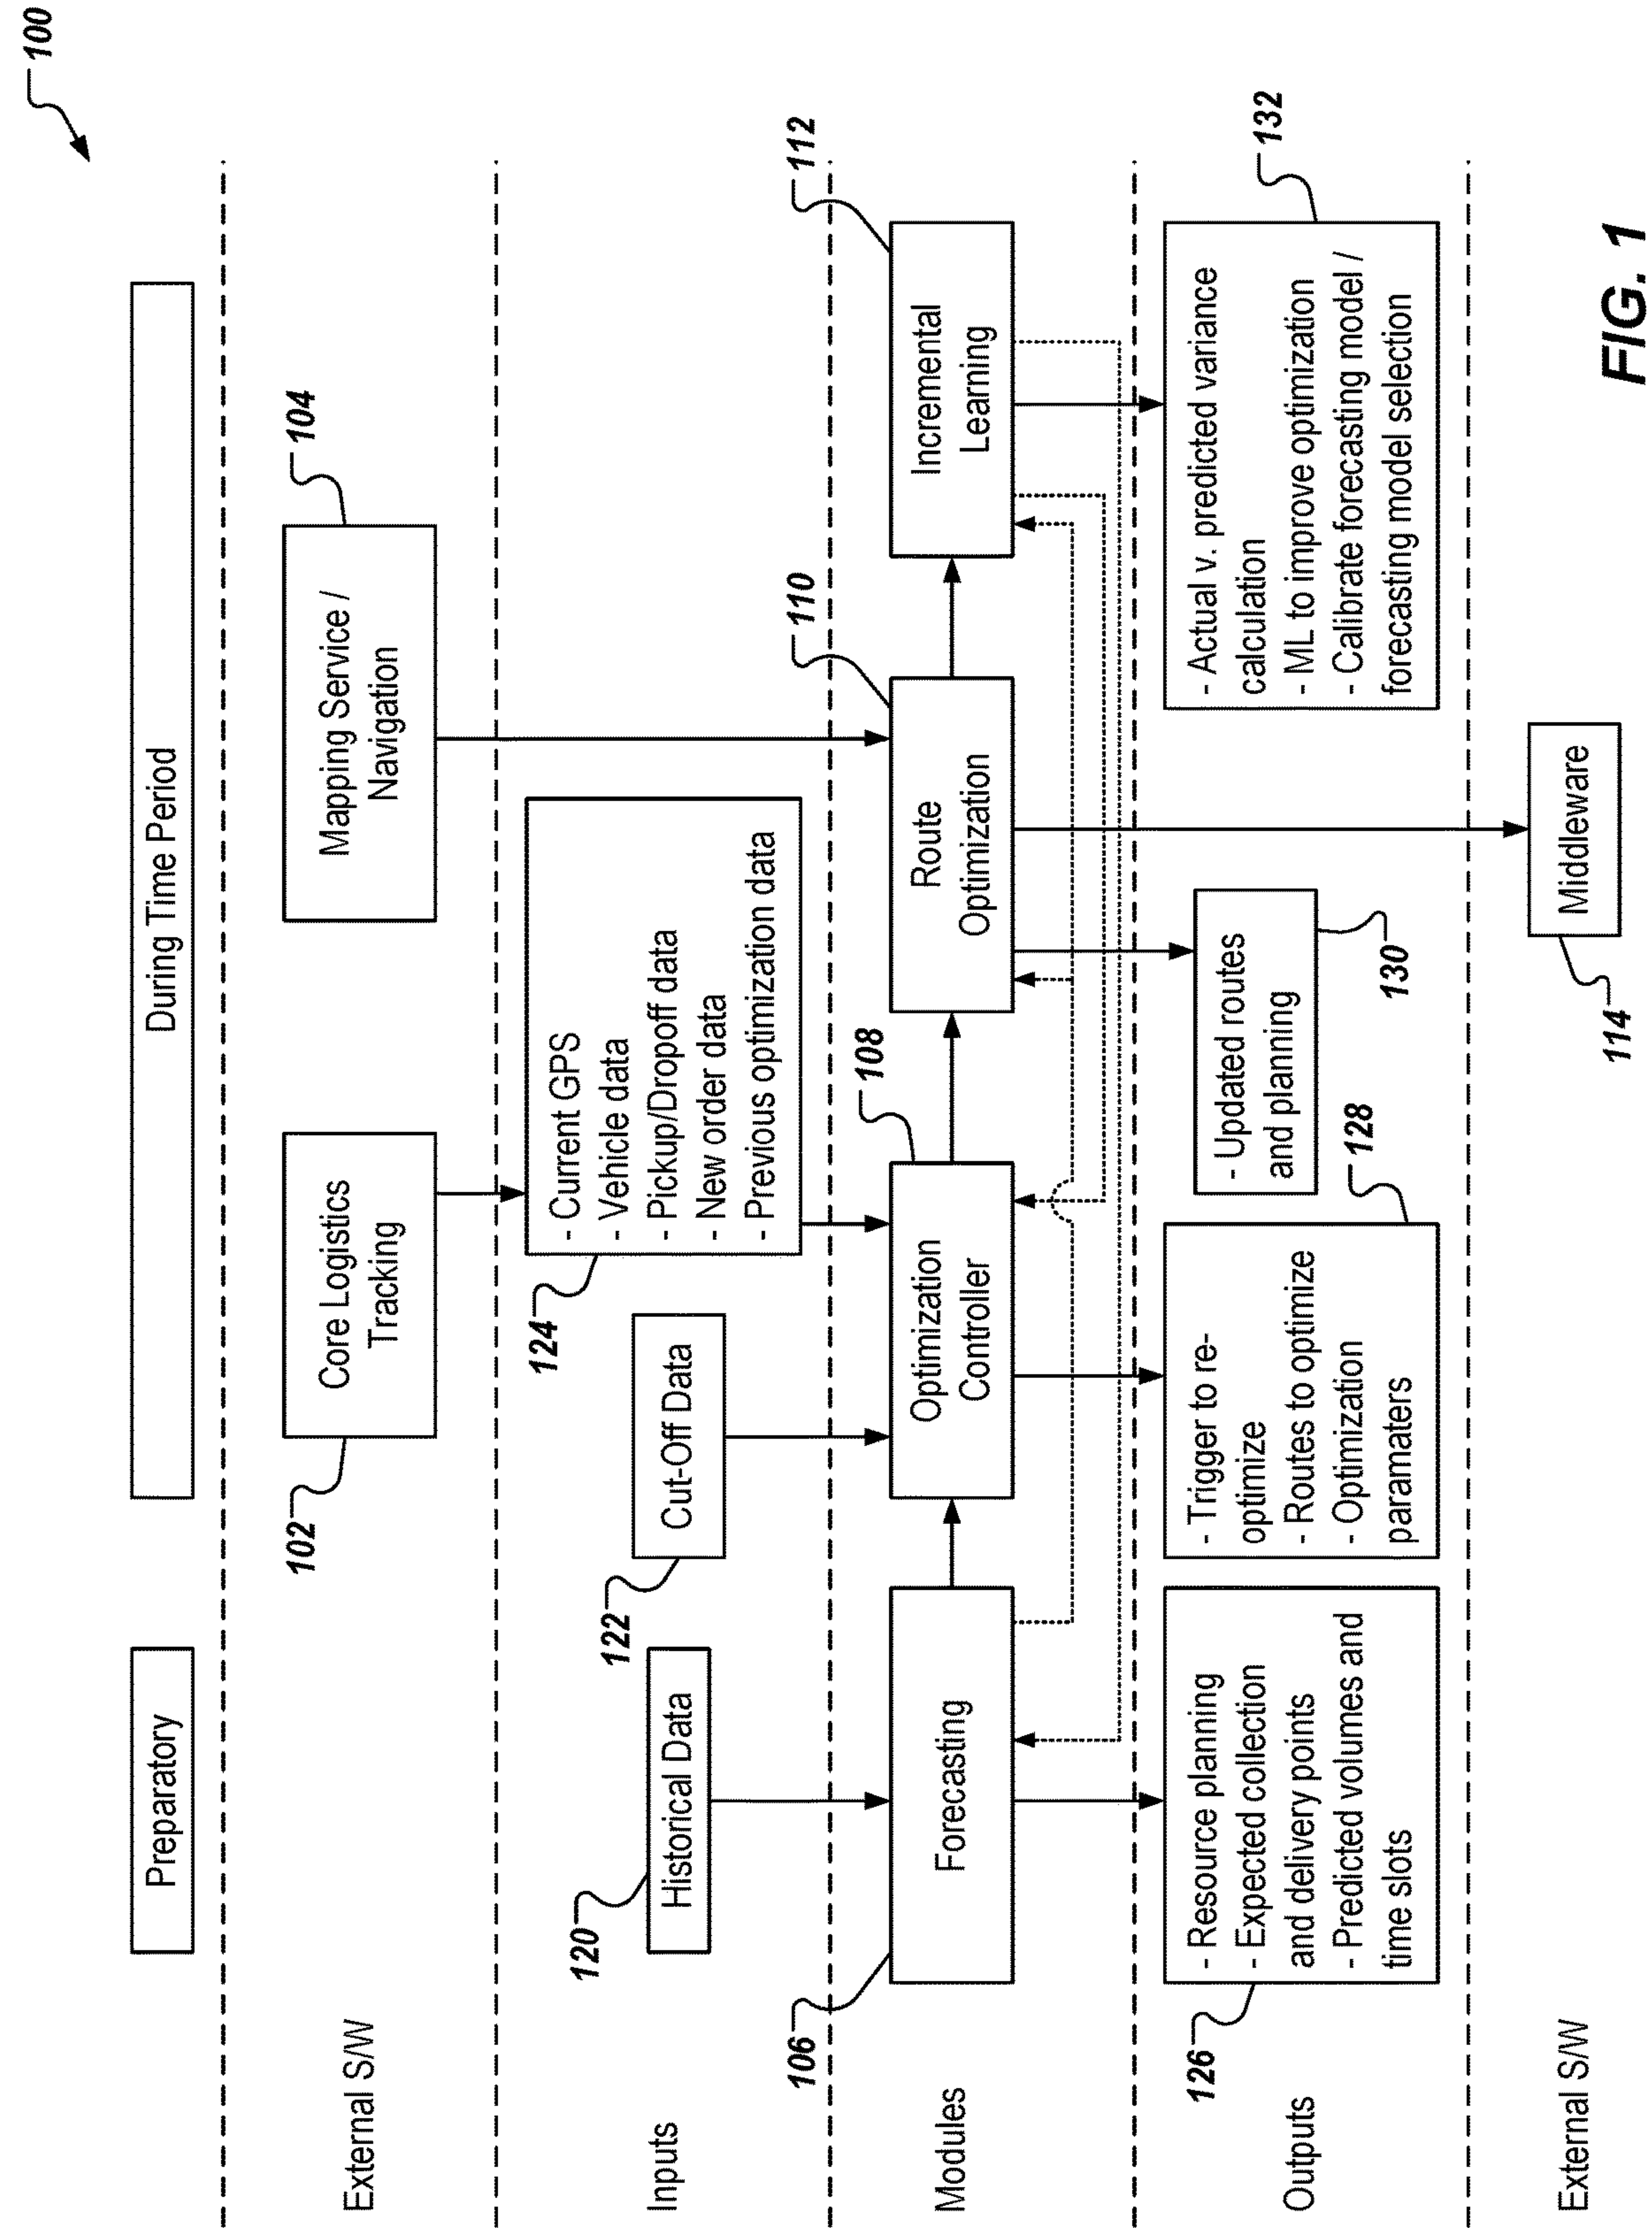 100
Preparatory
During Time Period
External S/W
Core Logistics
Tracking
102
Mapping Service /
Navigation
104
Inputs
120
Historical Data
122
Cut-Off Data
124
- Current GPS
- Vehicle data
- Pickup/Dropoff data
- New order data
- Previous optimization data
Modules
106
Forecasting
Optimization
Controller
108
Route
Optimization
110
Incremental
Learning
112
Outputs
126
- Resource planning
- Expected collection
and delivery points
- Predicted volumes and
time slots
- Trigger to re-
optimize
- Routes to optimize
- Optimization
paramaters
128
- Updated routes
and planning
130
- Actual v. predicted variance
calculation
- ML to improve optimization
- Calibrate forecasting model /
forecasting model selection
132
External S/W
114
Middleware
FIG. 1